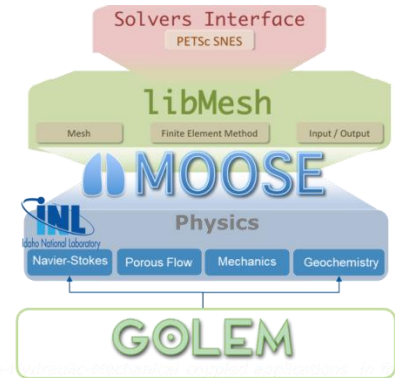 Solvers Interface
PETSc SNES
libMesh
Mesh Finite Element Method Input / Output
MOOSE
INL
Idaho National Laboratory
Physics
Navier-Stokes Porous Flow Mechanics Geochemistry
GOLEM